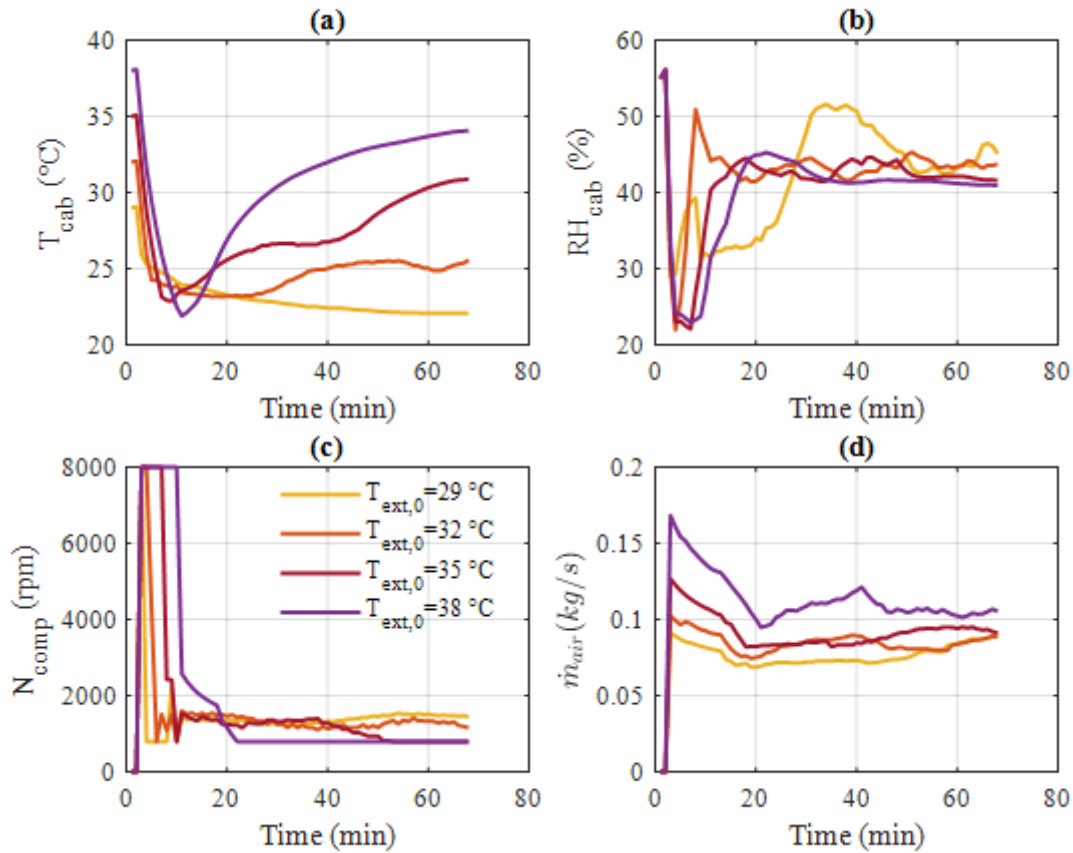 (a)
40
35
30
25
20
T_cab (°C)
0 20 40 60 80
Time (min)
(b)
60
50
40
30
20
RH_cab (%)
0 20 40 60 80
Time (min)
(c)
8000
6000
4000
2000
0
N_comp (rpm)
T_ext,0=29 °C
T_ext,0=32 °C
T_ext,0=35 °C
T_ext,0=38 °C
0 20 40 60 80
Time (min)
(d)
0.2
0.15
0.1
0.05
0
ṁ_air(kg/s)
0 20 40 60 80
Time (min)